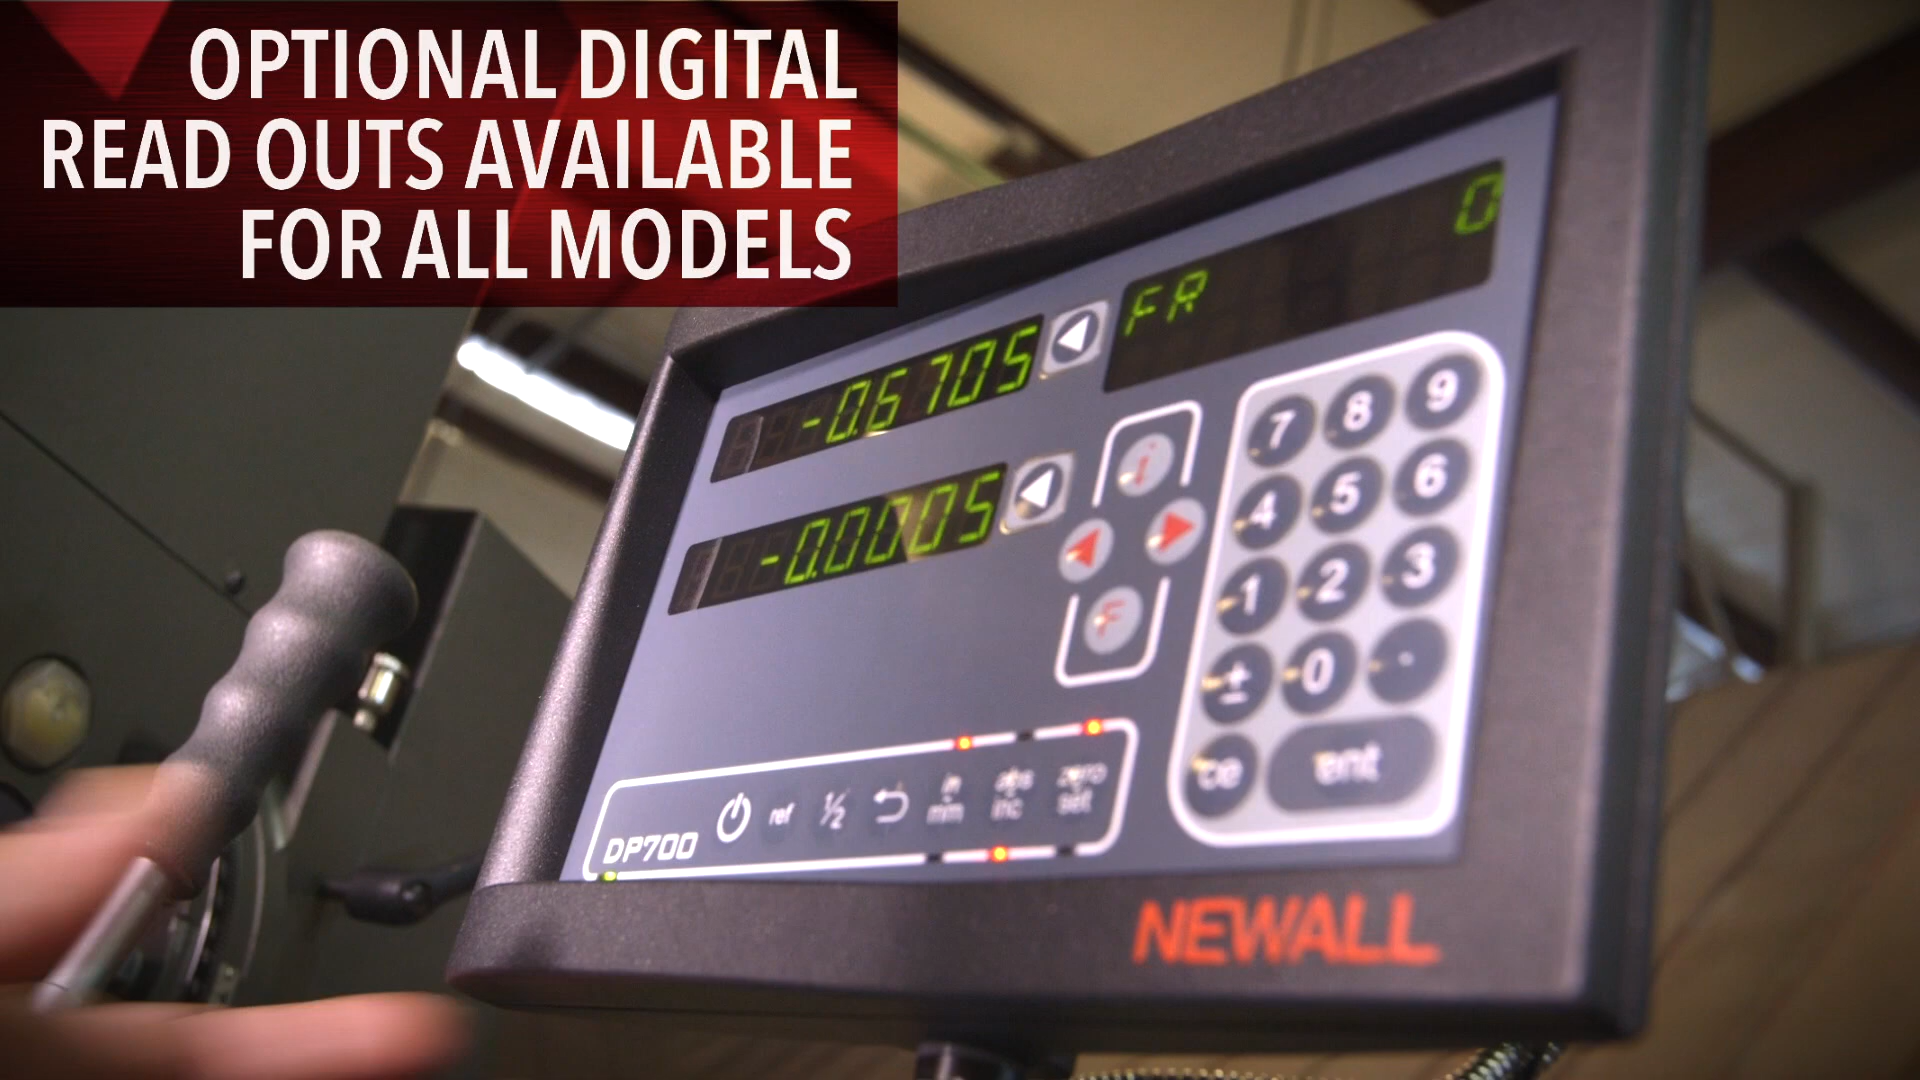 OPTIONAL DIGITAL
READ OUTS AVAILABLE
FOR ALL MODELS
0
FR
-0.6705
-0.0005
i
F
7 8 9
4 5 6
1 2 3
± 0 .
ce ent
ref ½ in mm abs inc zero set
DP700
NEWALL